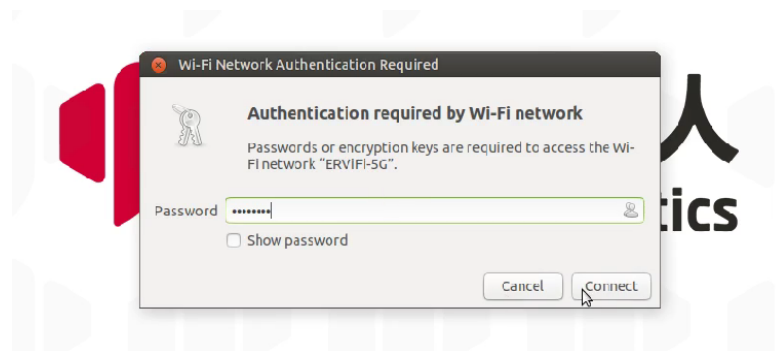 Wi-Fi Network Authentication Required
Authentication required by Wi-Fi network
Passwords or encryption keys are required to access the Wi-
Fi network “ERVIFI-5G”.
人
Password ••••••••
tics
Show password
Cancel Connect